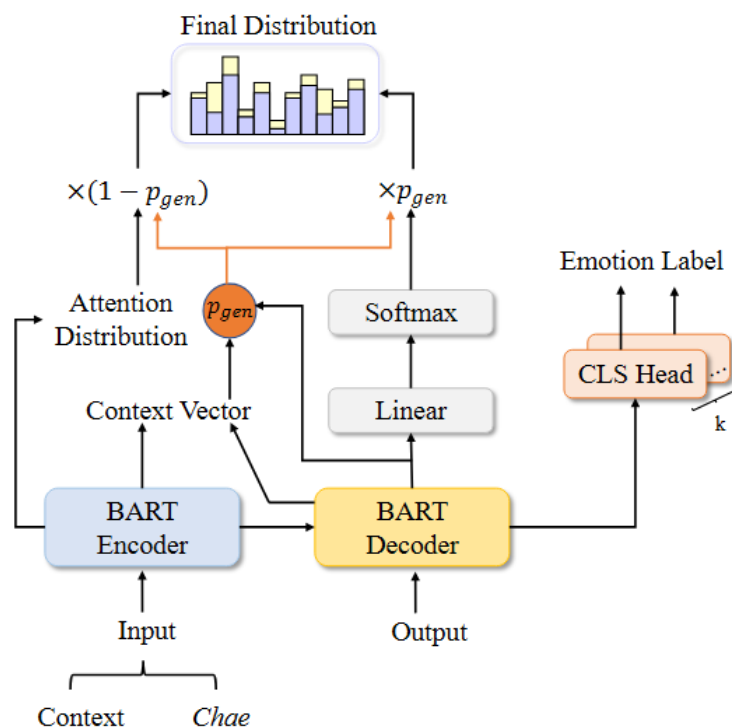 Final Distribution
×(1 − p_gen)
×p_gen
Emotion Label
Attention
Distribution
p_gen
Softmax
...
CLS Head
Context Vector
Linear
k
BART
Encoder
BART
Decoder
Input
Output
Context
Chae